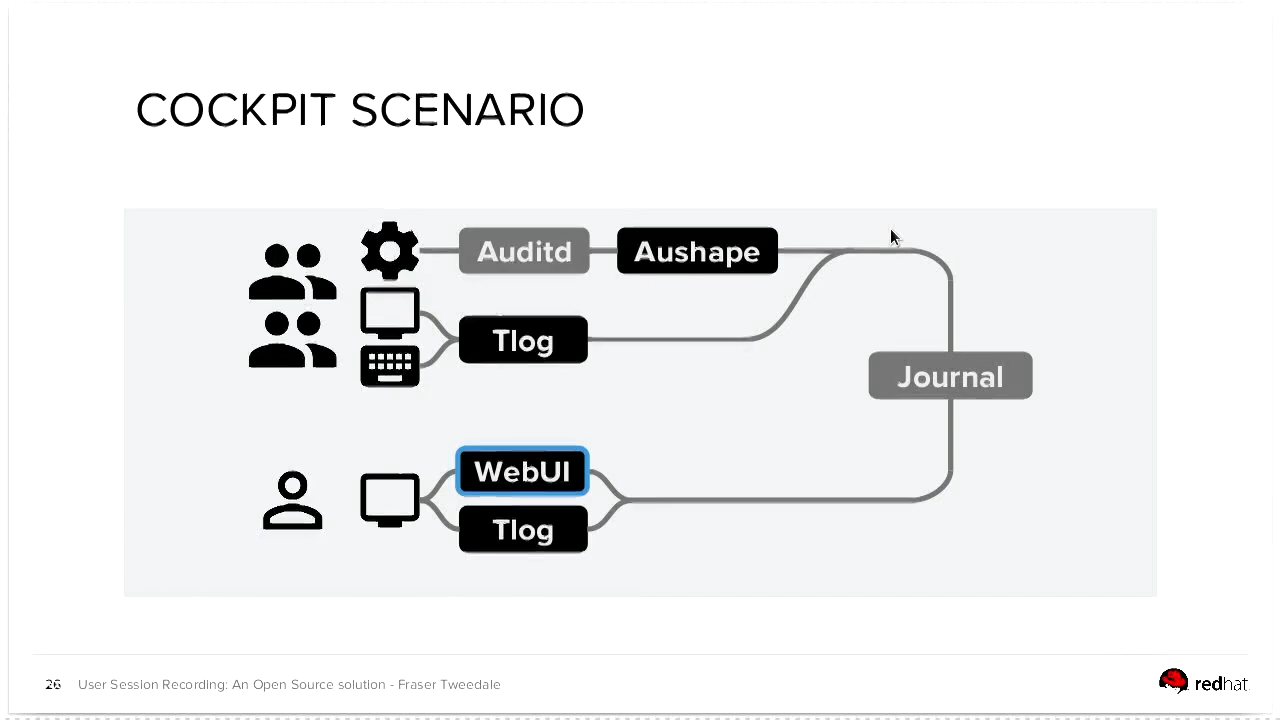 COCKPIT SCENARIO
Auditd
Aushape
Tlog
Journal
WebUI
Tlog
26 User Session Recording: An Open Source solution - Fraser Tweedale
redhat.